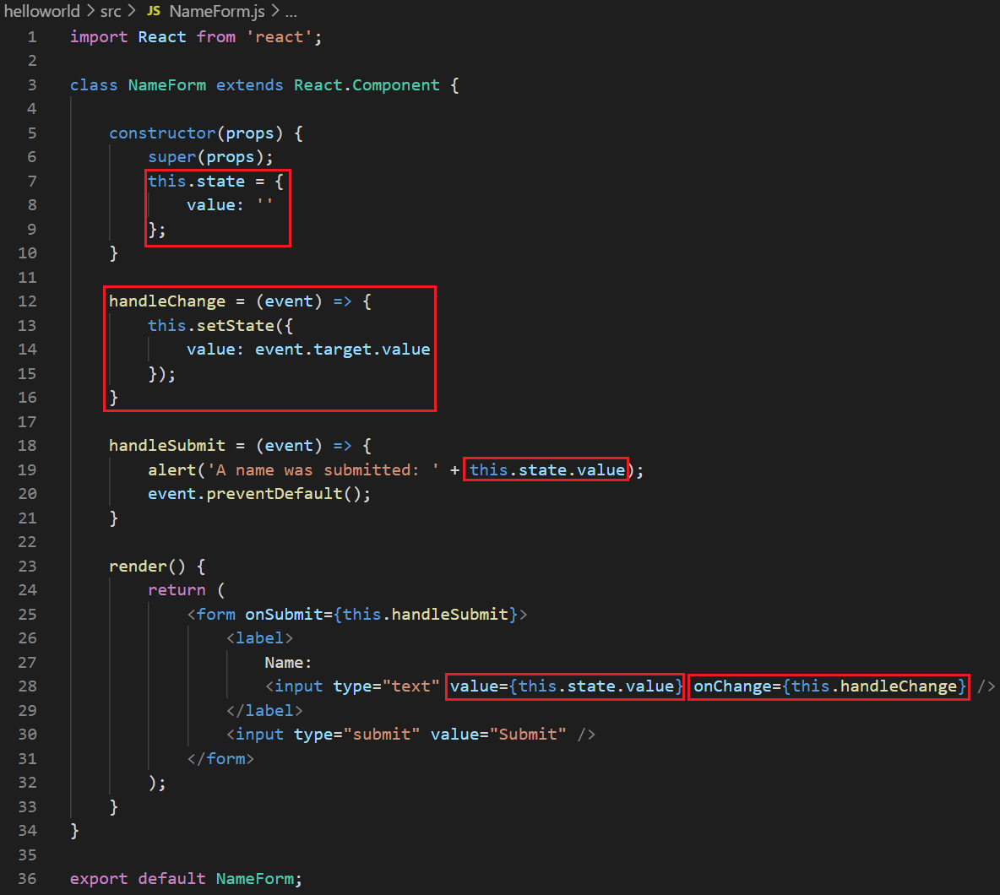 helloworld > src > JS NameForm.js > ...
1 import React from 'react';
2
3 class NameForm extends React.Component {
4
5     constructor(props) {
6         super(props);
7         this.state = {
8             value: ''
9         };
10     }
11
12     handleChange = (event) => {
13         this.setState({
14             value: event.target.value
15         });
16     }
17
18     handleSubmit = (event) => {
19         alert('A name was submitted: ' + this.state.value);
20         event.preventDefault();
21     }
22
23     render() {
24         return (
25             <form onSubmit={this.handleSubmit}>
26                 <label>
27                     Name:
28                     <input type="text" value={this.state.value} onChange={this.handleChange} />
29                 </label>
30                 <input type="submit" value="Submit" />
31             </form>
32         );
33     }
34 }
35
36 export default NameForm;